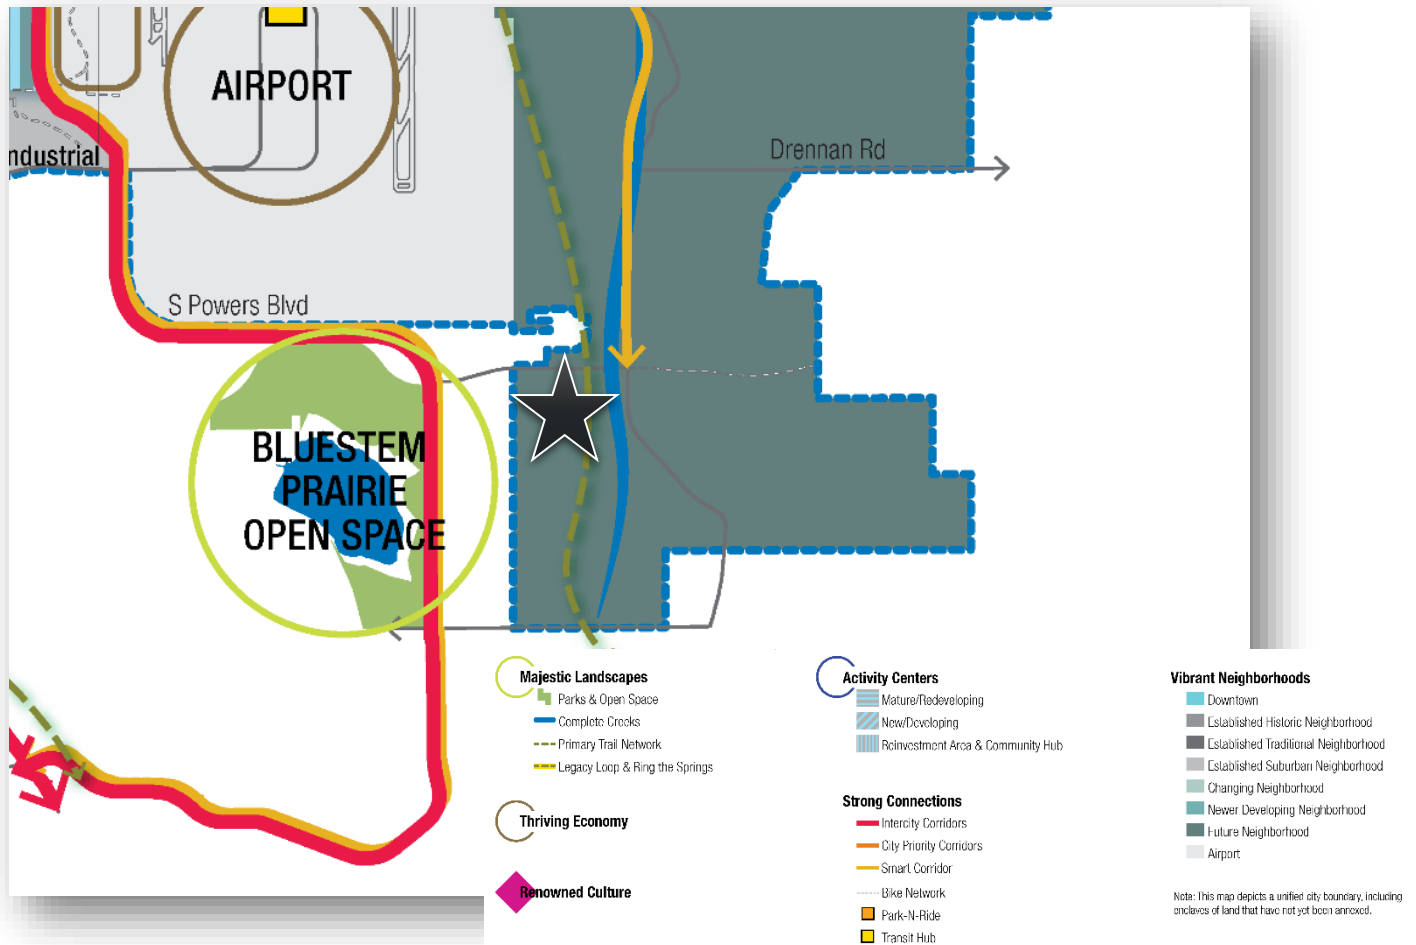 AIRPORT
ndustrial
Drennan Rd
S Powers Blvd
BLUESTEM
PRAIRIE
OPEN SPACE
Majestic Landscapes
Parks & Open Space
Complete Creeks
Primary Trail Network
Legacy Loop & Ring the Springs
Thriving Economy
Renowned Culture
Activity Centers
Mature/Redeveloping
New/Developing
Reinvestment Area & Community Hub
Strong Connections
Intercity Corridors
City Priority Corridors
Smart Corridor
Bike Network
Park-N-Ride
Transit Hub
Vibrant Neighborhoods
Downtown
Established Historic Neighborhood
Established Traditional Neighborhood
Established Suburban Neighborhood
Changing Neighborhood
Newer Developing Neighborhood
Future Neighborhood
Airport
Note: This map depicts a unified city boundary, including
enclaves of land that have not yet been annexed.